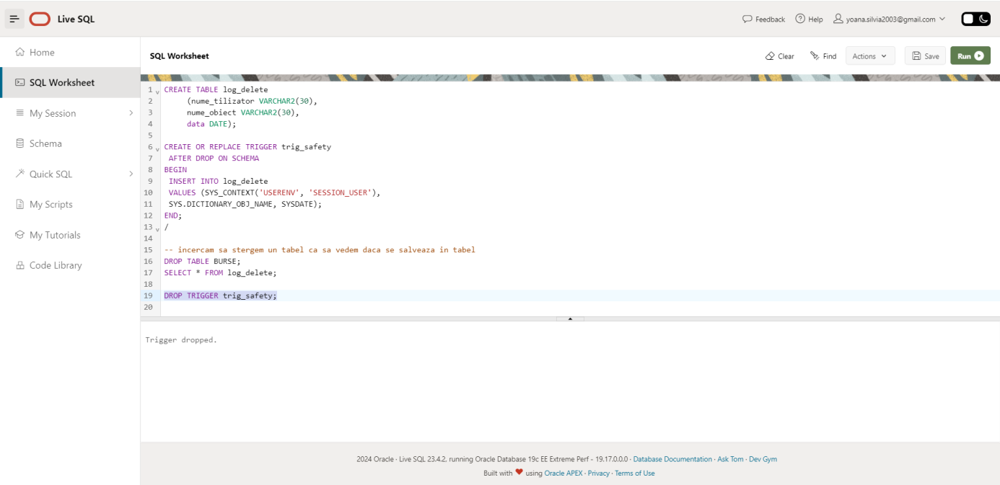 Live SQL
Feedback
Help
yoana.silvia2003@gmail.com
Home
SQL Worksheet
My Session
Schema
Quick SQL
My Scripts
My Tutorials
Code Library
SQL Worksheet
Clear
Find
Actions
Save
Run
1 CREATE TABLE log_delete
2 (nume_tilizator VARCHAR2(30),
3 nume_obiect VARCHAR2(30),
4 data DATE);
5
6 CREATE OR REPLACE TRIGGER trig_safety
7 AFTER DROP ON SCHEMA
8 BEGIN
9 INSERT INTO log_delete
10 VALUES (SYS_CONTEXT('USERENV', 'SESSION_USER'),
11 SYS.DICTIONARY_OBJ_NAME, SYSDATE);
12 END;
13 /
14
15 -- incercam sa stergem un tabel ca sa vedem daca se salveaza in tabel
16 DROP TABLE BURSE;
17 SELECT * FROM log_delete;
18
19 DROP TRIGGER trig_safety;
20
Trigger dropped.
2024 Oracle · Live SQL 23.4.2, running Oracle Database 19c EE Extreme Perf - 19.17.0.0.0 · Database Documentation · Ask Tom · Dev Gym
Built with ❤ using Oracle APEX · Privacy · Terms of Use